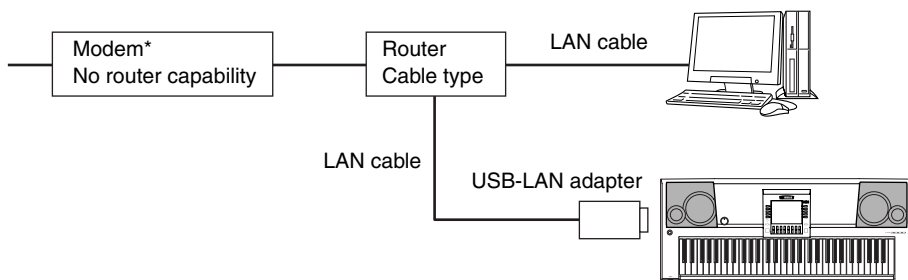 Modem*
No router capability
Router
Cable type
LAN cable
LAN cable
USB-LAN adapter